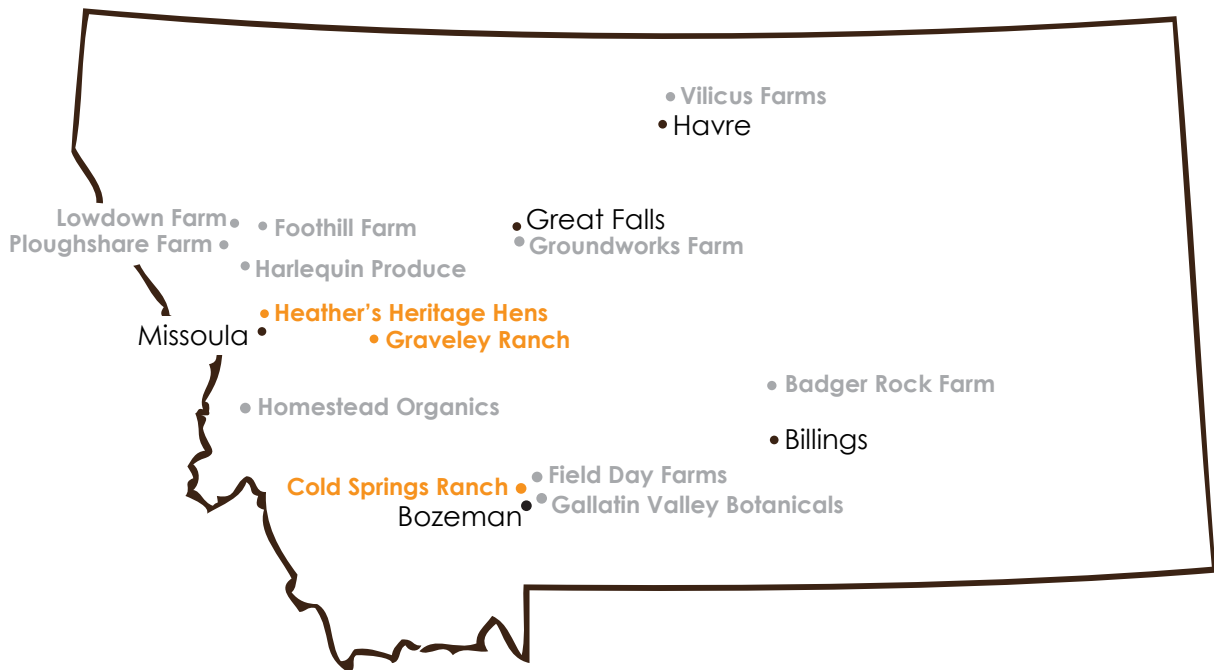 Vilicus Farms
Havre
Lowdown Farm
Foothill Farm
Great Falls
Ploughshare Farm
Groundworks Farm
Harlequin Produce
Heather’s Heritage Hens
Missoula
Graveley Ranch
Badger Rock Farm
Homestead Organics
Billings
Field Day Farms
Cold Springs Ranch
Gallatin Valley Botanicals
Bozeman